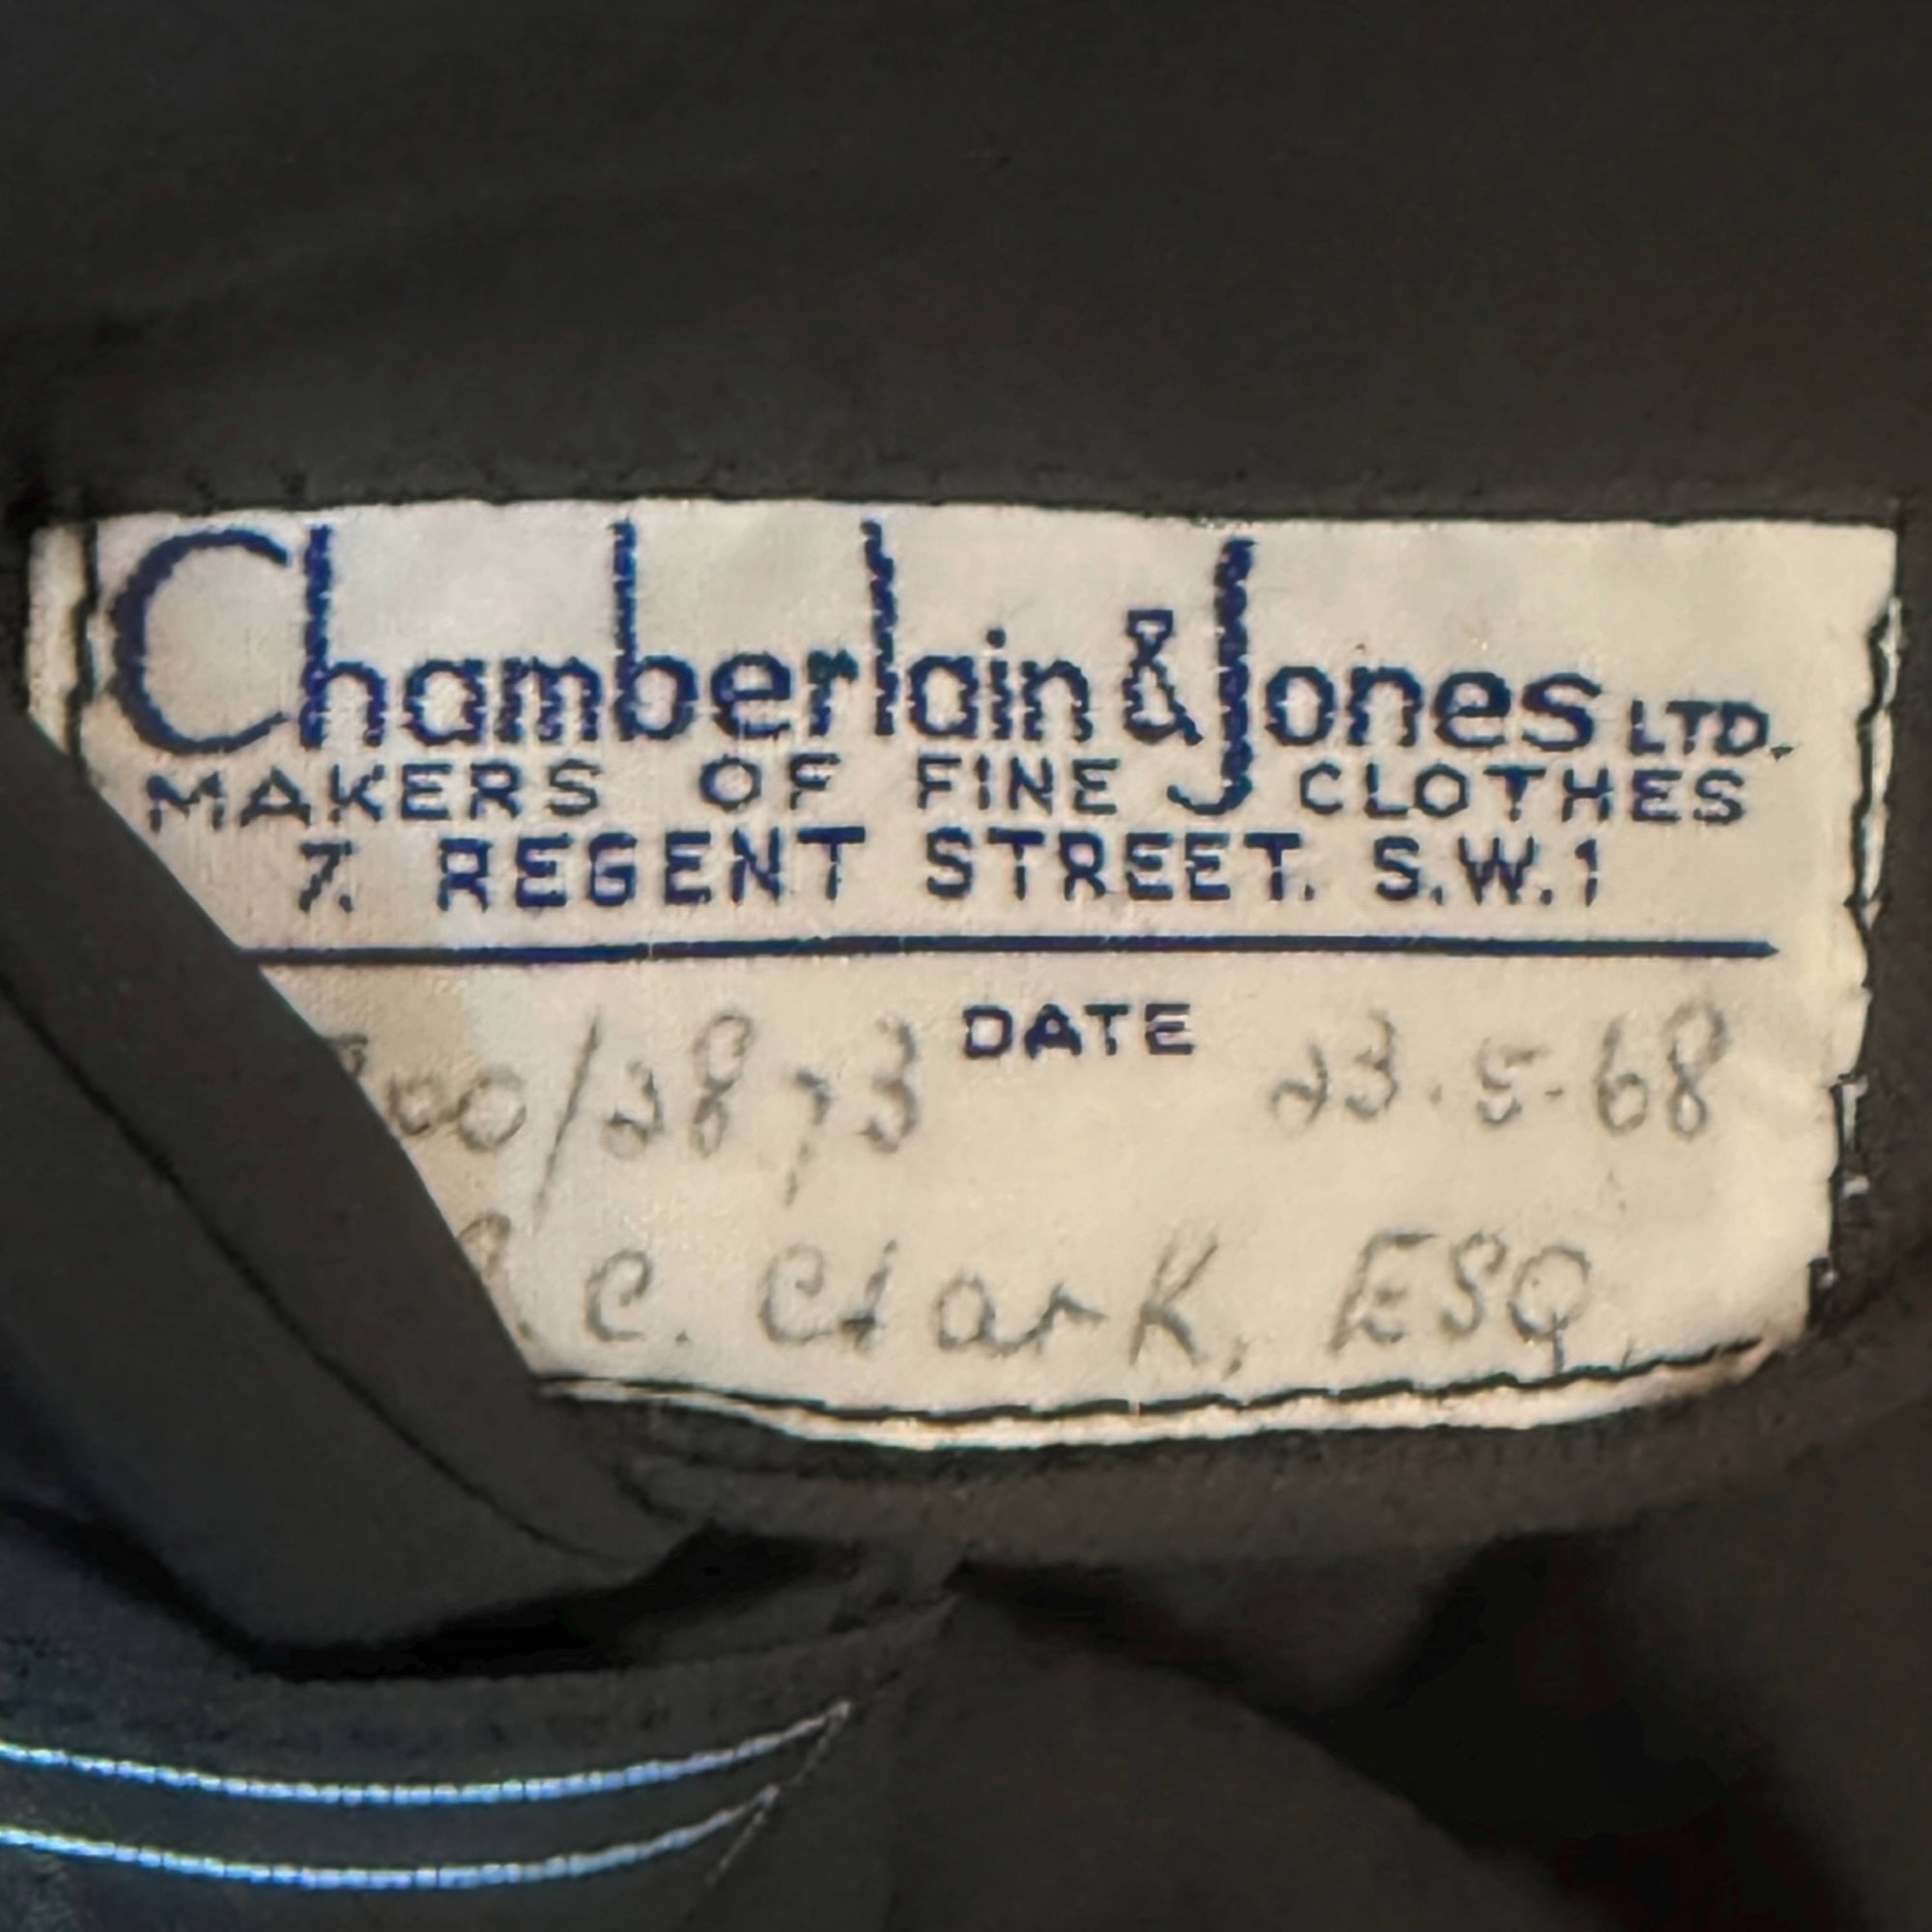 Chamberlain & Jones LTD.
MAKERS OF FINE CLOTHES
7. REGENT STREET. S.W.1
DATE 23.5-68
C. Clark, ESQ